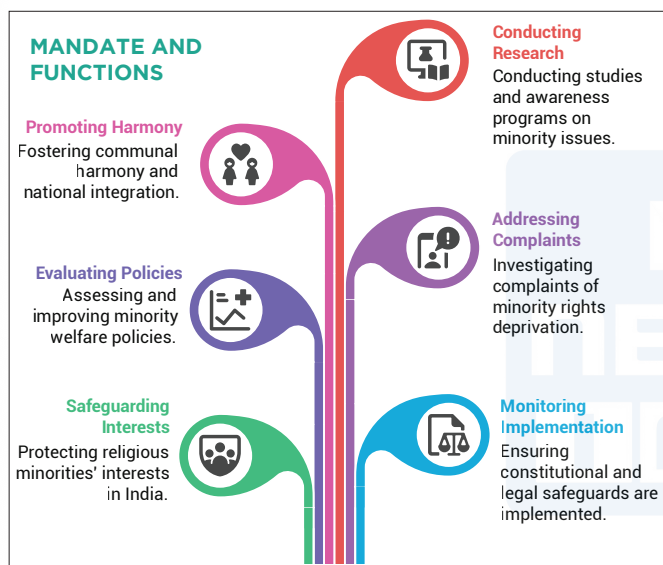 MANDATE AND
FUNCTIONS
Conducting
Research
Conducting studies
and awareness
programs on
minority issues.
Promoting Harmony
Fostering communal
harmony and
national integration.
Addressing
Complaints
Investigating
complaints of
minority rights
deprivation.
Evaluating Policies
Assessing and
improving minority
welfare policies.
Safeguarding
Interests
Protecting religious
minorities' interests
in India.
Monitoring
Implementation
Ensuring
constitutional and
legal safeguards are
implemented.